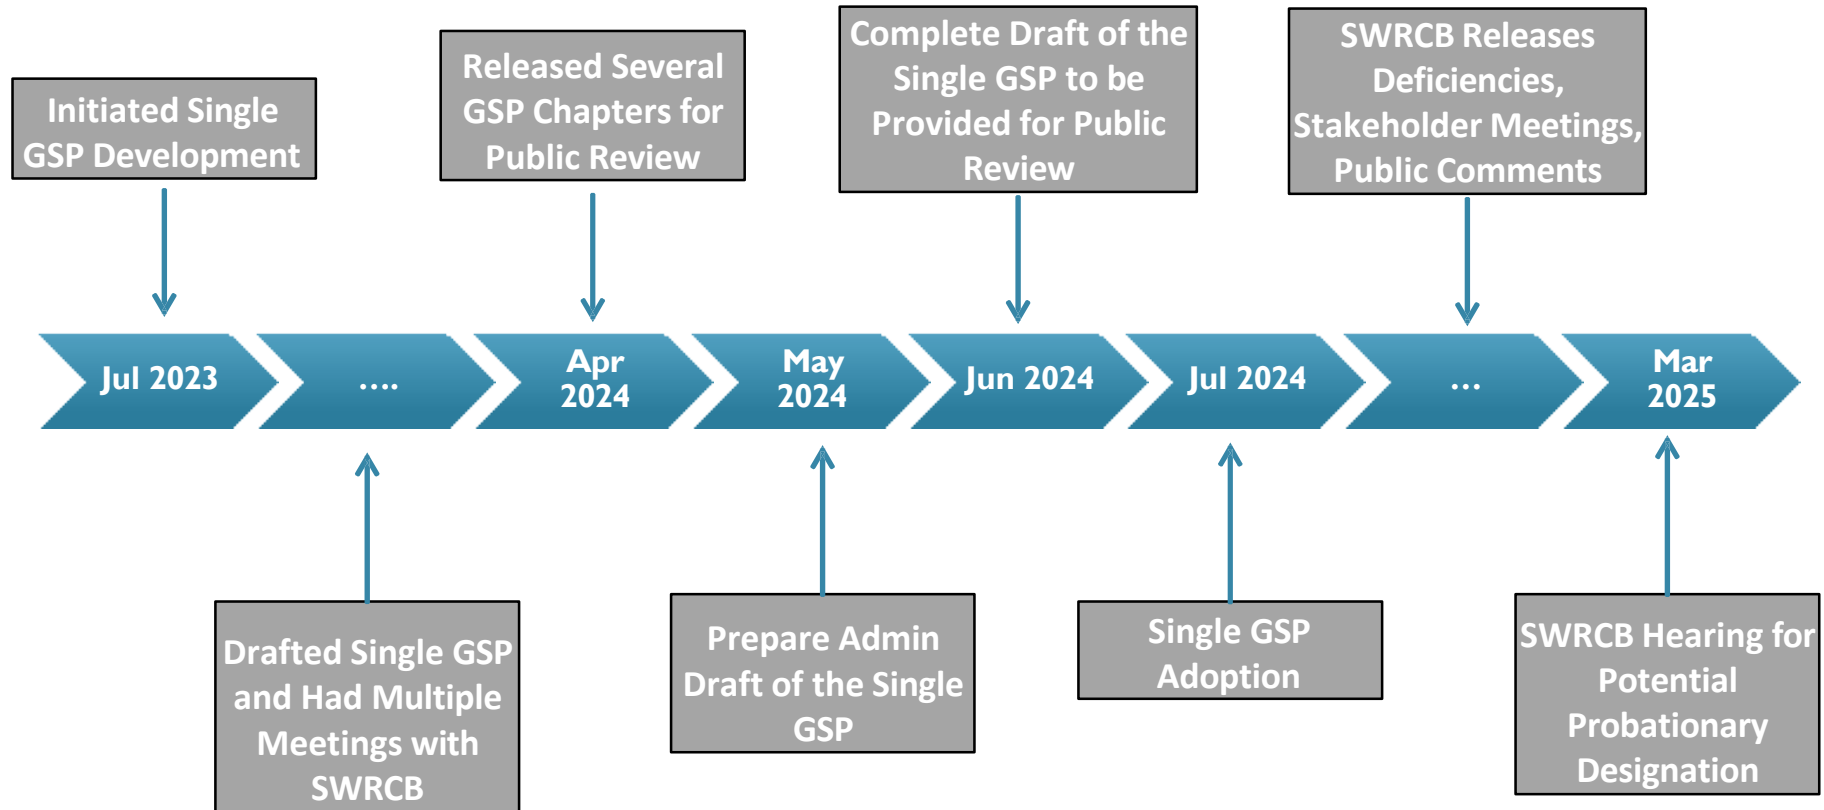 Initiated Single
GSP Development
Released Several
GSP Chapters for
Public Review
Complete Draft of the
Single GSP to be
Provided for Public
Review
SWRCB Releases
Deficiencies,
Stakeholder Meetings,
Public Comments
Jul 2023
....
Apr
2024
May
2024
Jun 2024
Jul 2024
...
Mar
2025
Drafted Single GSP
and Had Multiple
Meetings with
SWRCB
Prepare Admin
Draft of the Single
GSP
Single GSP
Adoption
SWRCB Hearing for
Potential
Probationary
Designation